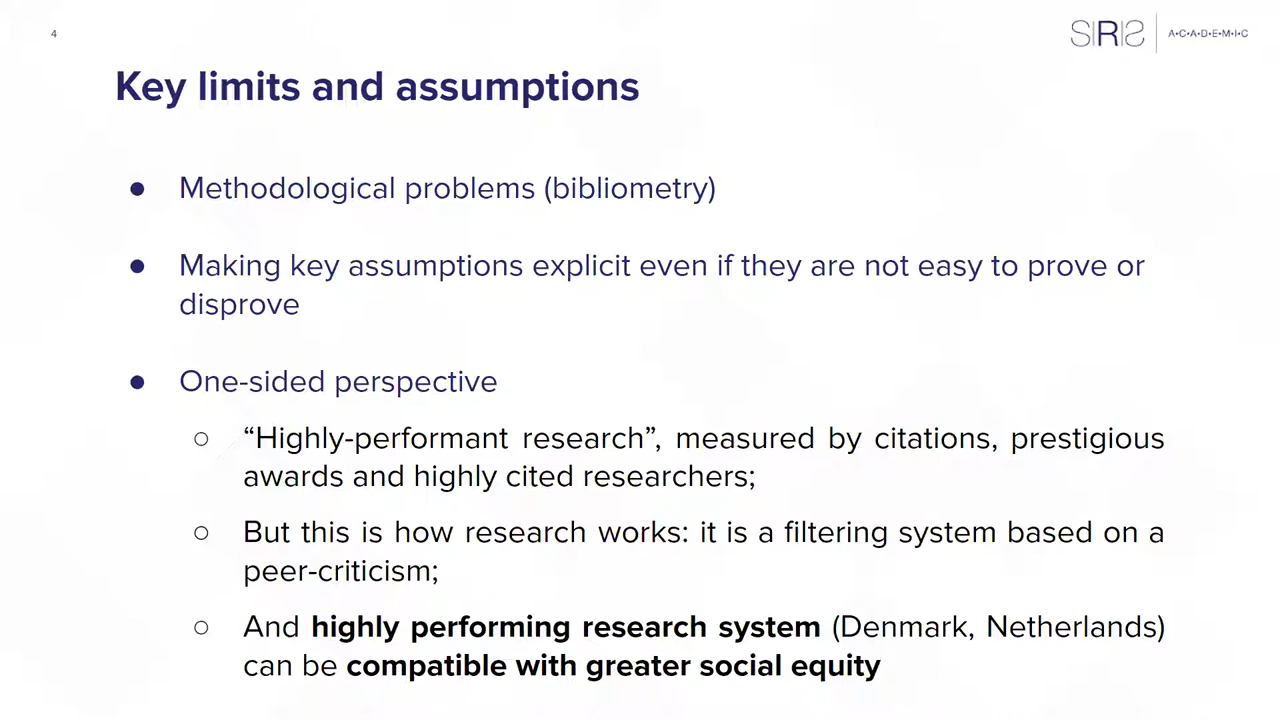 4
SIRIS
A•C•A•D•E•M•I•C
Key limits and assumptions
● Methodological problems (bibliometry)
● Making key assumptions explicit even if they are not easy to prove or
disprove
● One-sided perspective
○ “Highly-performant research”, measured by citations, prestigious
awards and highly cited researchers;
○ But this is how research works: it is a filtering system based on a
peer-criticism;
○ And highly performing research system (Denmark, Netherlands)
can be compatible with greater social equity